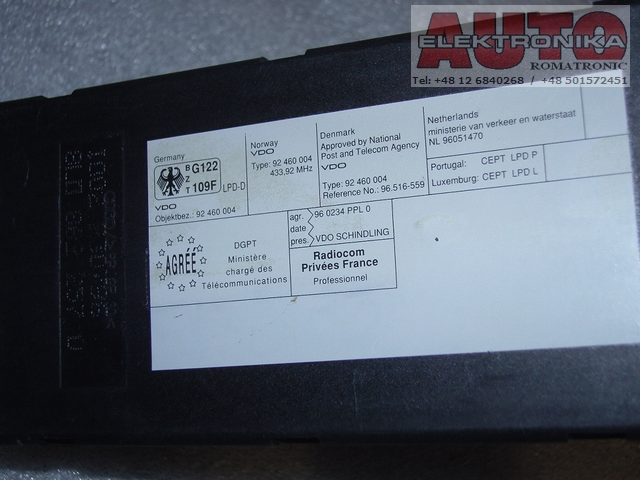 AUTO
ELEKTRONIKA
ROMATRONIC
Tel: +48 12 6840268 / +48 501572451
Germany
B G122
Z
T 109F
LPD-D
VDO
Objektbez.: 92 460 004
Norway
VDO
Type: 92 460 004
433,92 MHz
Denmark
Approved by National
Post and Telecom Agency
VDO
Type: 92 460 004
Reference No.: 96.516-559
Netherlands
ministerie van verkeer en waterstaat
NL 96051470
Portugal: CEPT LPD P
Luxemburg: CEPT LPD L
AGRÉÉ
DGPT
Ministère
chargé des
Télécommunications
agr. 96 0234 PPL 0
date
pres. VDO SCHINDLING
Radiocom
Privées France
Professionnel